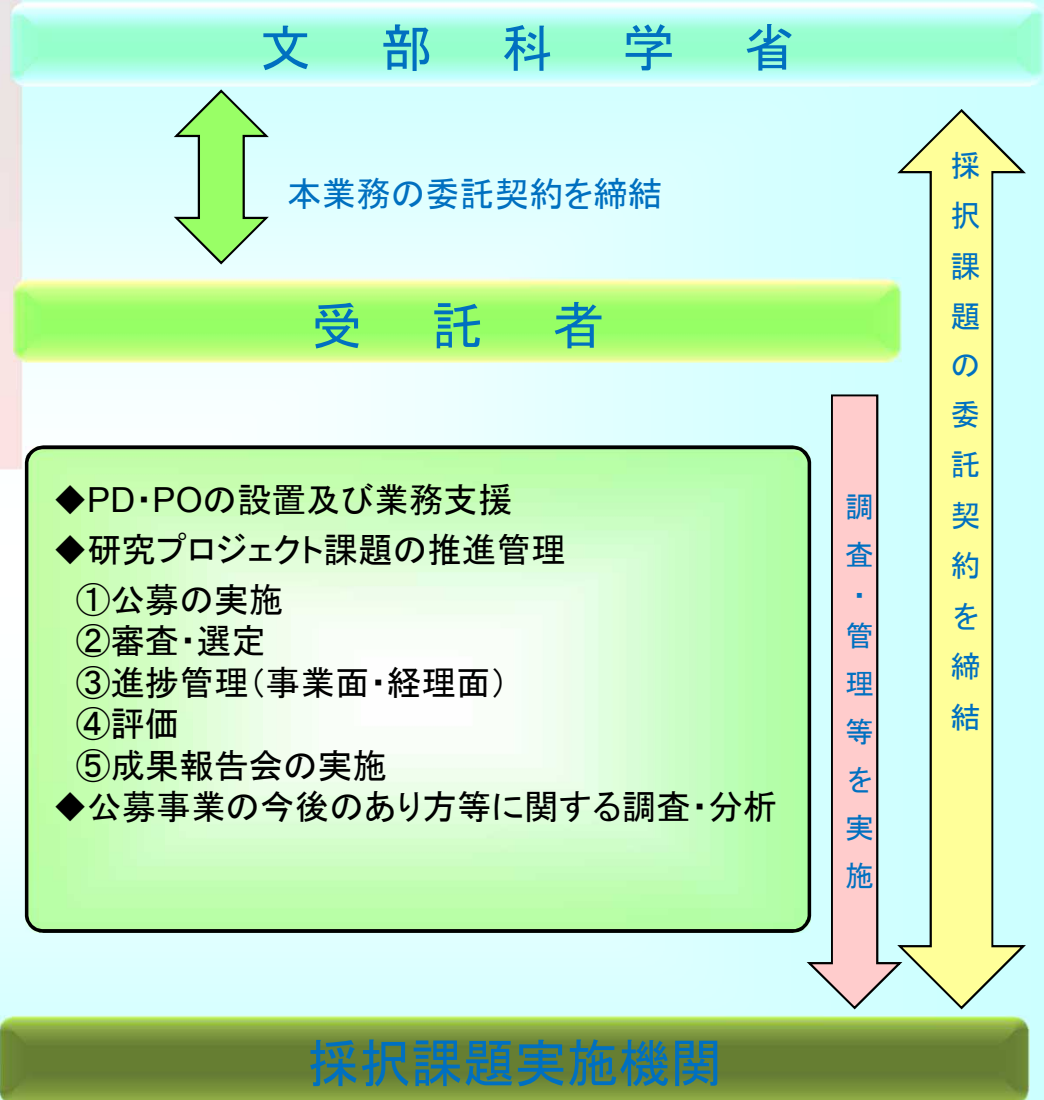 文部科学省
本業務の委託契約を締結
採択課題の委託契約を締結
受託者
◆PD・POの設置及び業務支援
◆研究プロジェクト課題の推進管理
①公募の実施
②審査・選定
③進捗管理（事業面・経理面）
④評価
⑤成果報告会の実施
◆公募事業の今後のあり方等に関する調査・分析
調査・管理等を実施
採択課題実施機関